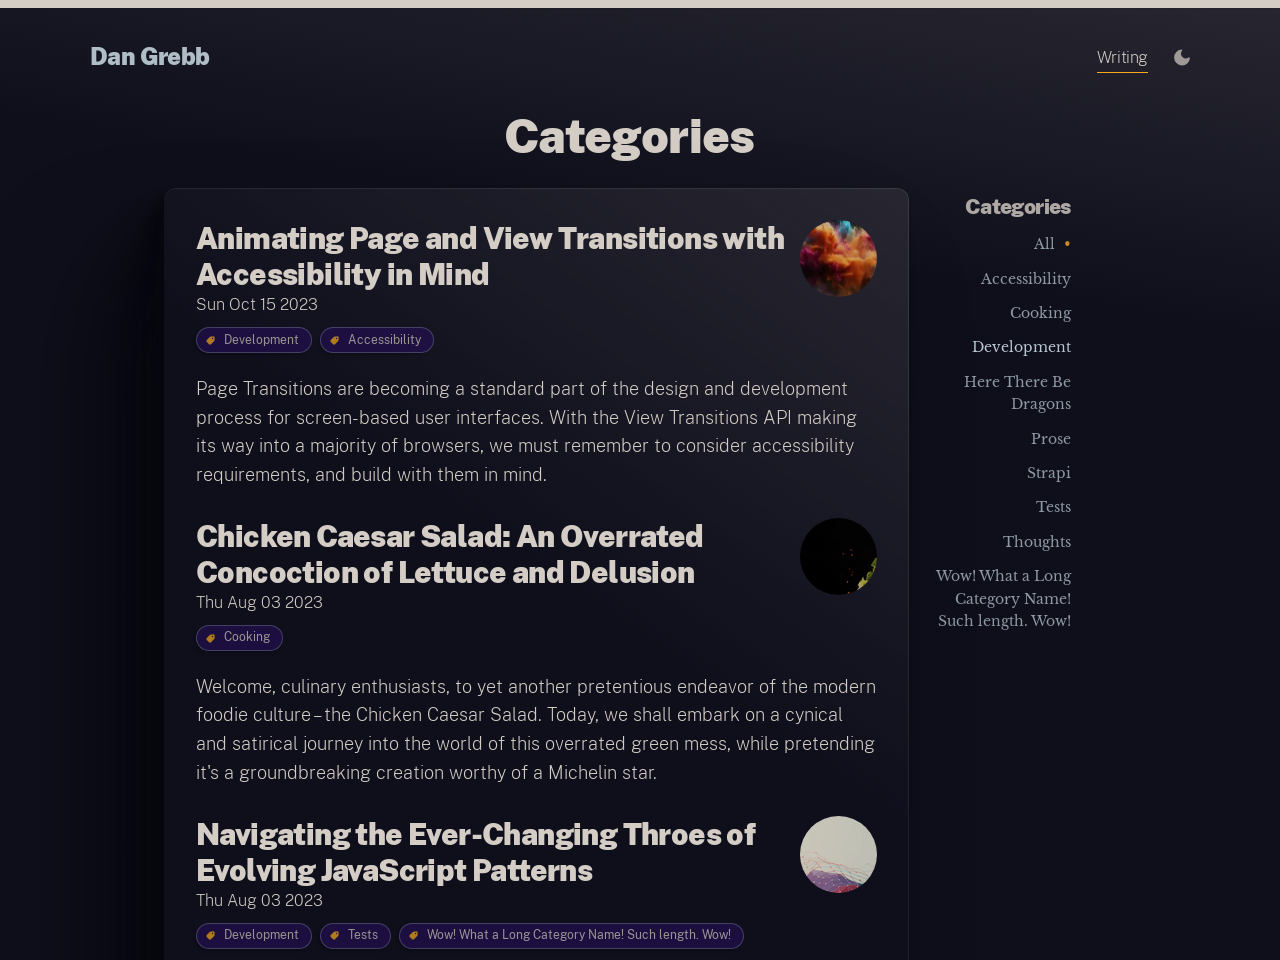 Dan Grebb
Writing
Categories
Animating Page and View Transitions with
Accessibility in Mind
Sun Oct 15 2023
Development
Accessibility
Page Transitions are becoming a standard part of the design and development
process for screen-based user interfaces. With the View Transitions API making
its way into a majority of browsers, we must remember to consider accessibility
requirements, and build with them in mind.
Chicken Caesar Salad: An Overrated
Concoction of Lettuce and Delusion
Thu Aug 03 2023
Cooking
Welcome, culinary enthusiasts, to yet another pretentious endeavor of the modern
foodie culture – the Chicken Caesar Salad. Today, we shall embark on a cynical
and satirical journey into the world of this overrated green mess, while pretending
it's a groundbreaking creation worthy of a Michelin star.
Navigating the Ever-Changing Throes of
Evolving JavaScript Patterns
Thu Aug 03 2023
Development
Tests
Wow! What a Long Category Name! Such length. Wow!
Categories
All •
Accessibility
Cooking
Development
Here There Be
Dragons
Prose
Strapi
Tests
Thoughts
Wow! What a Long
Category Name!
Such length. Wow!